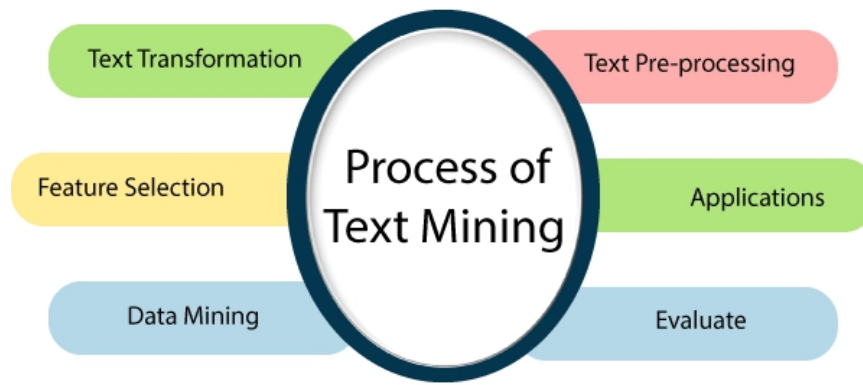 Text Transformation
Text Pre-processing
Feature Selection
Process of
Text Mining
Applications
Data Mining
Evaluate